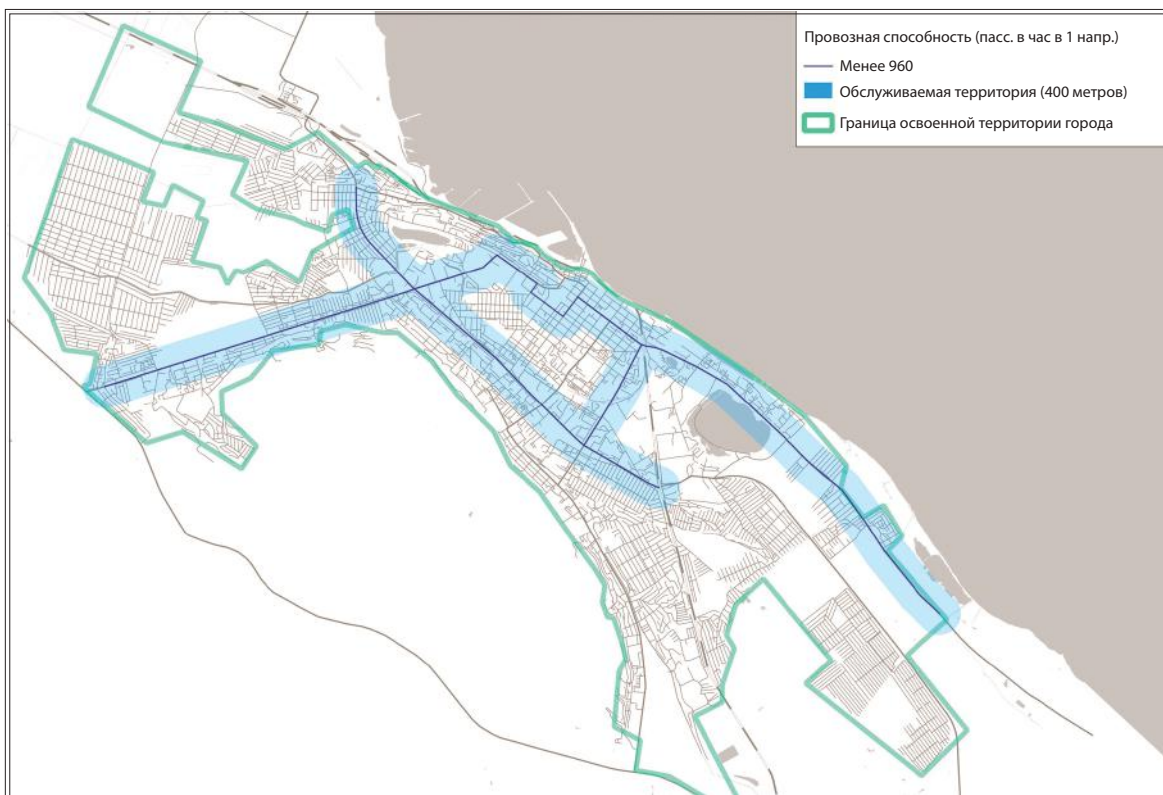 Провозная способность (пасс. в час в 1 напр.)
Менее 960
Обслуживаемая территория (400 метров)
Граница освоенной территории города